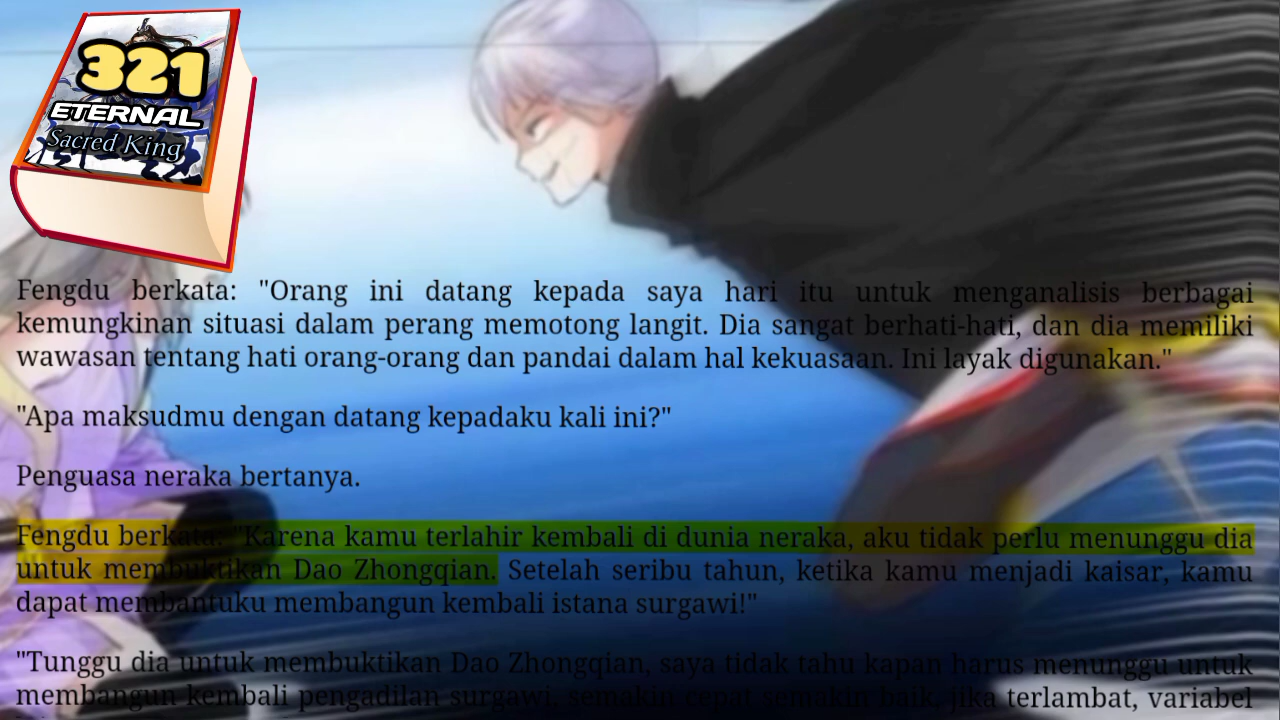 321
ETERNAL
Sacred King
Fengdu berkata: "Orang ini datang kepada saya hari itu untuk menganalisis berbagai
kemungkinan situasi dalam perang memotong langit. Dia sangat berhati-hati, dan dia memiliki
wawasan tentang hati orang-orang dan pandai dalam hal kekuasaan. Ini layak digunakan."
"Apa maksudmu dengan datang kepadaku kali ini?"
Penguasa neraka bertanya.
Fengdu berkata: "Karena kamu terlahir kembali di dunia neraka, aku tidak perlu menunggu dia
untuk membuktikan Dao Zhongqian. Setelah seribu tahun, ketika kamu menjadi kaisar, kamu
dapat membantuku membangun kembali istana surgawi!"
"Tunggu dia untuk membuktikan Dao Zhongqian, saya tidak tahu kapan harus menunggu untuk
membangun kembali pengadilan surgawi, semakin cepat semakin baik, jika terlambat, variabel